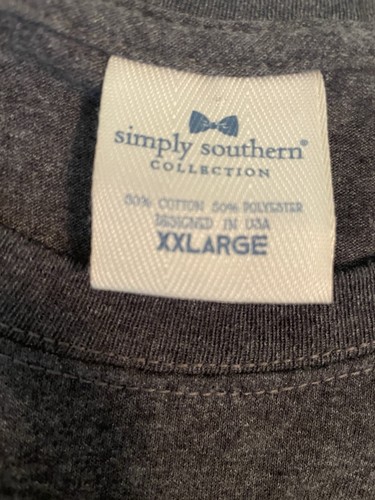 simply southern®
COLLECTION
50% COTTON 50% POLYESTER
DESIGNED IN USA
XXLARGE